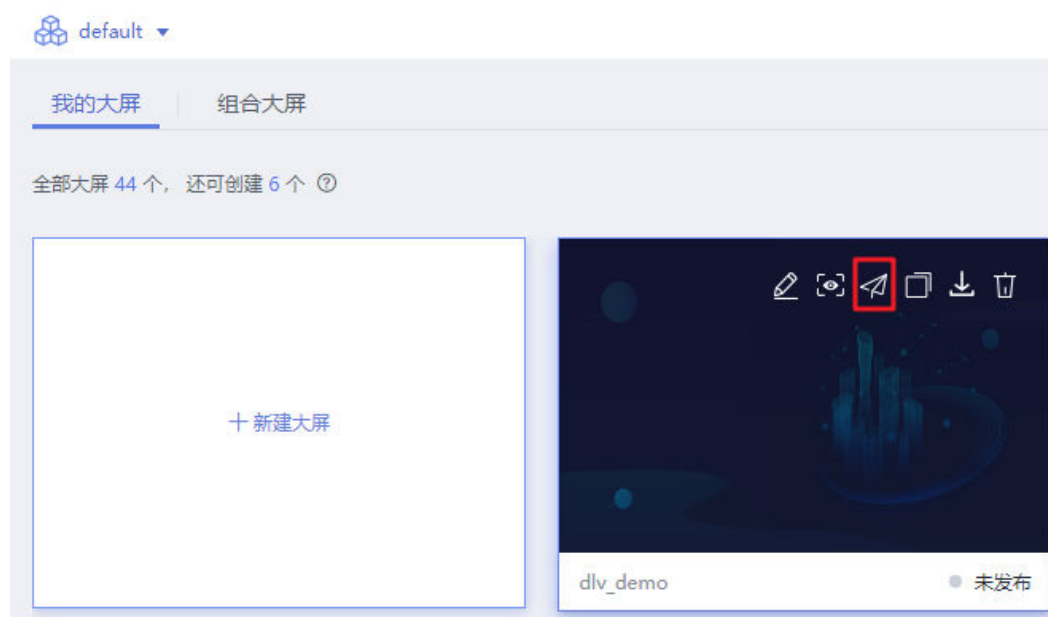 default
我的大屏 组合大屏
全部大屏 44 个, 还可创建 6 个 ?
+ 新建大屏
dlv_demo 未发布